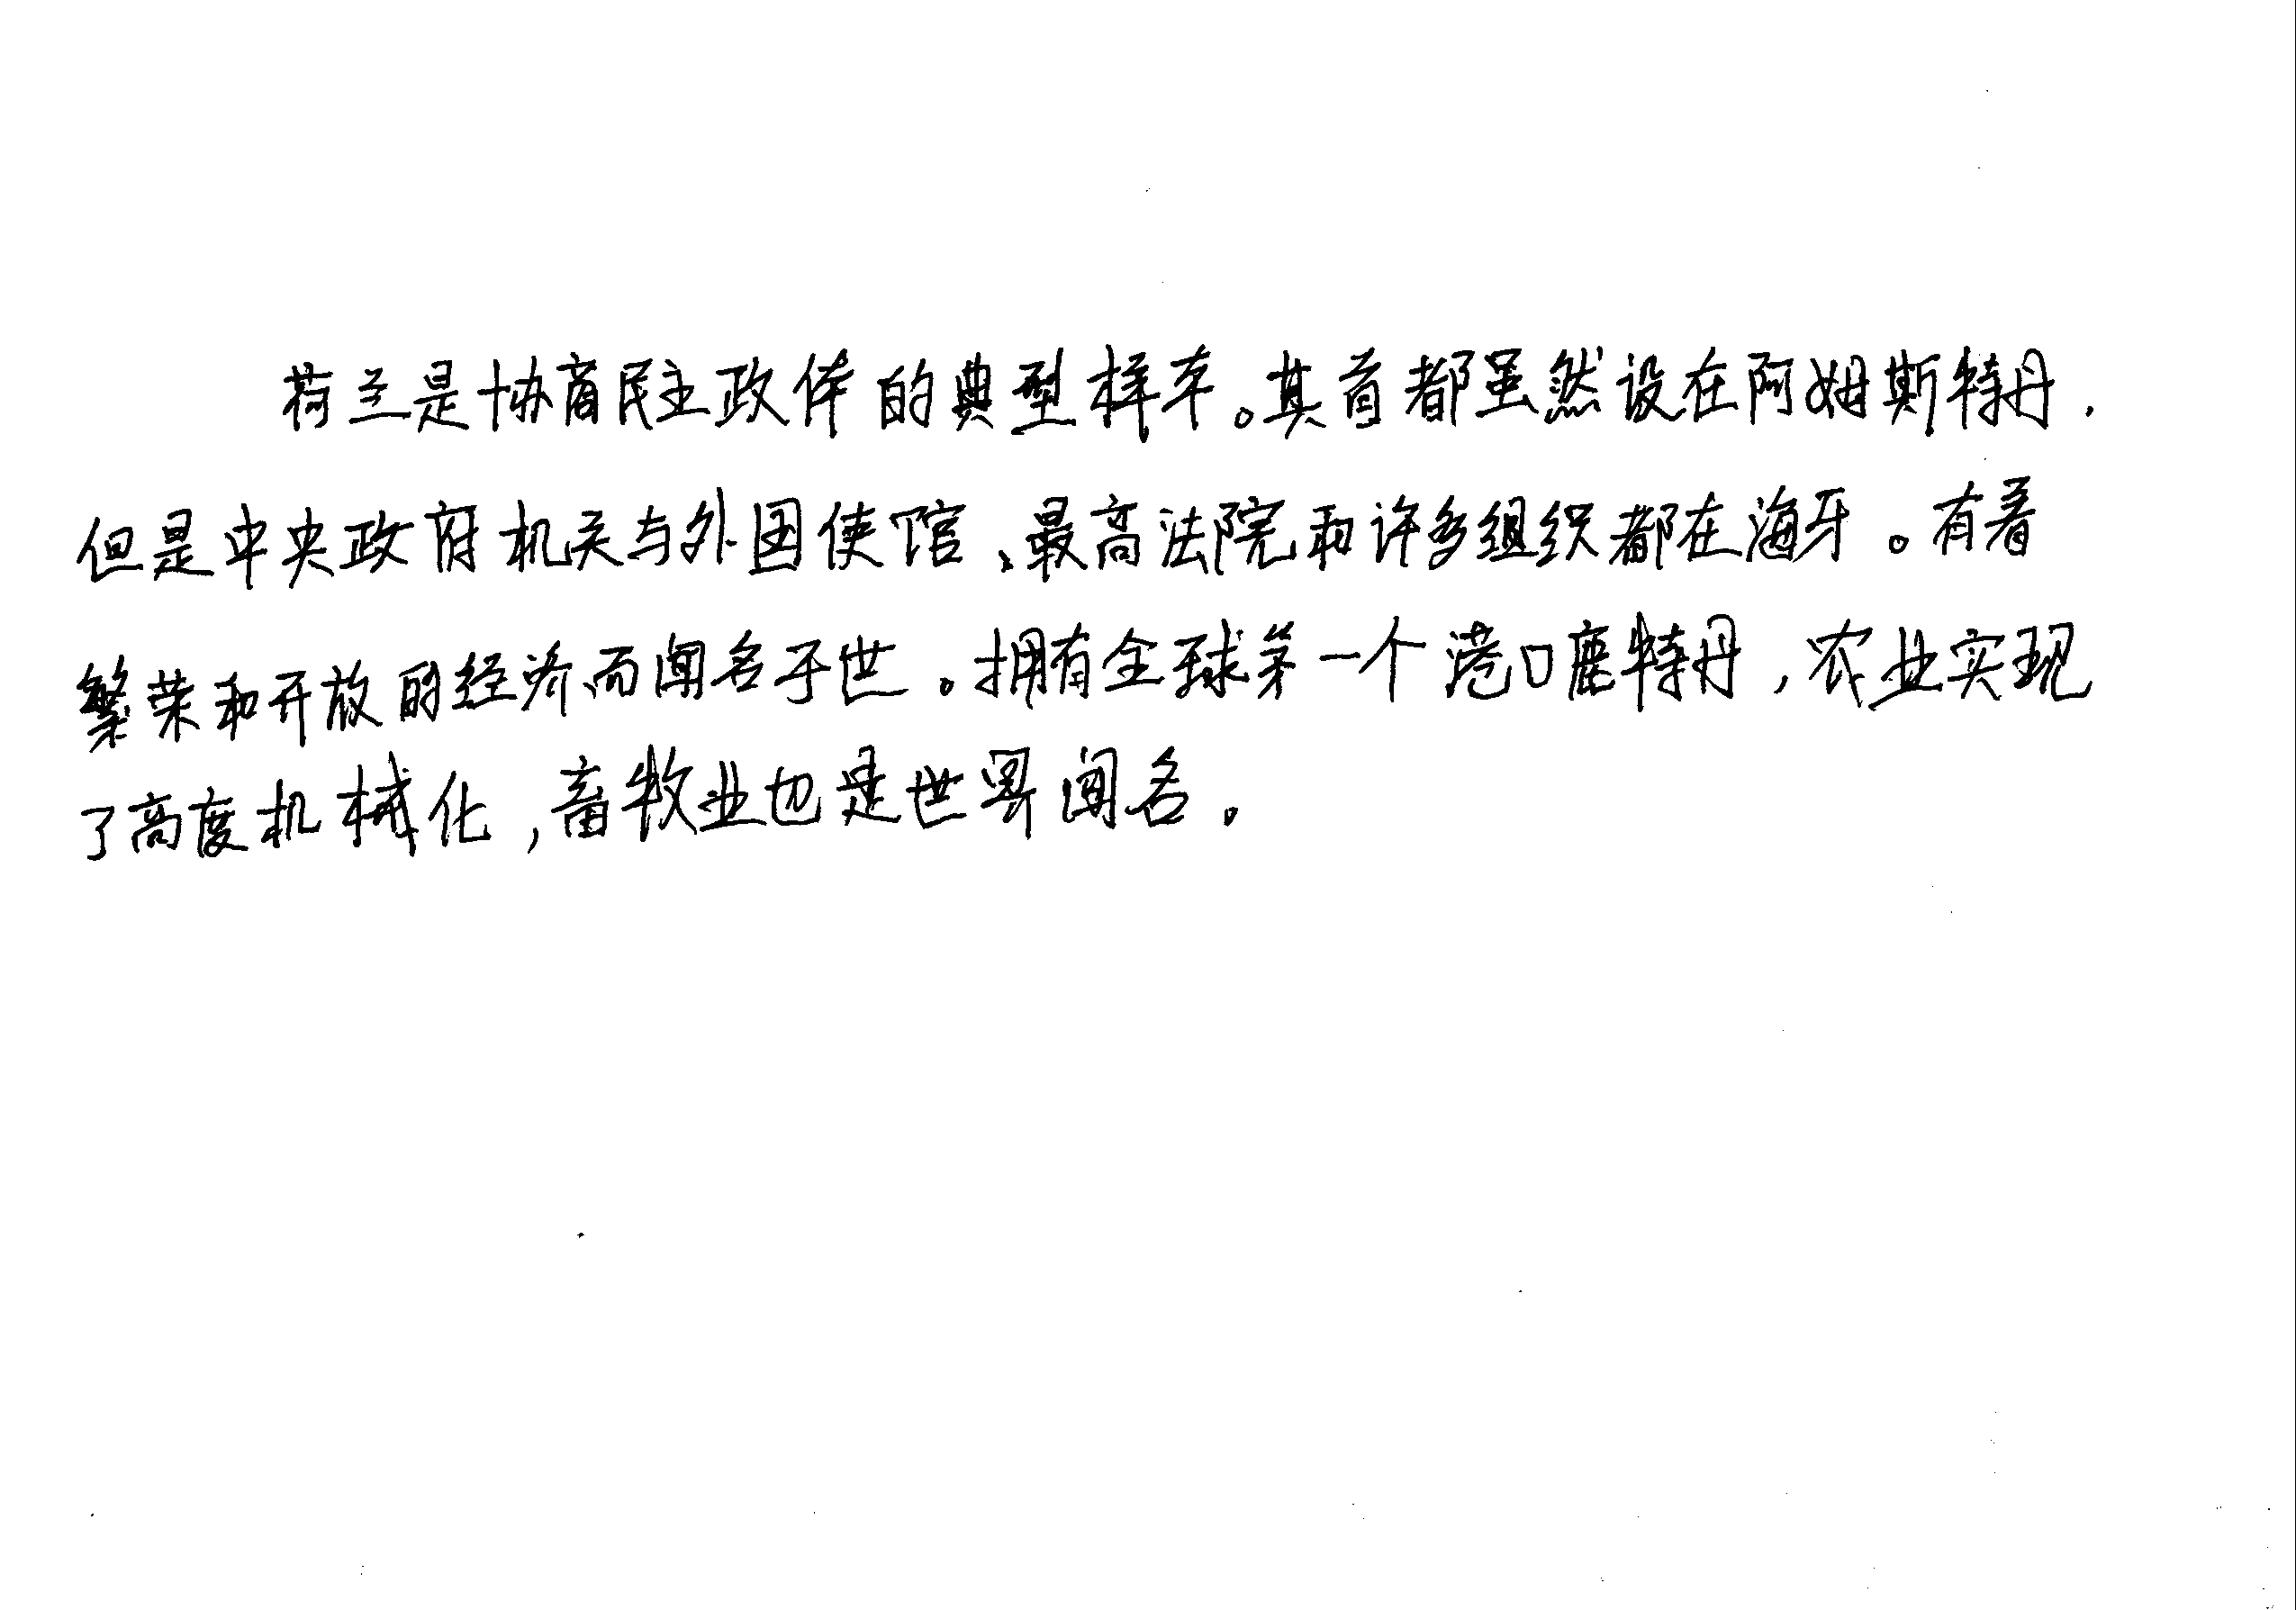 荷兰是协商民主政体的典型样本。其首都虽然设在阿姆斯特丹，
但是中央政府机关与外国使馆、最高法院和许多组织都在海牙。有着
繁荣和开放的经济而闻名于世。拥有全球第一个港口鹿特丹，农业实现
了高度机械化，畜牧业也是世界闻名。